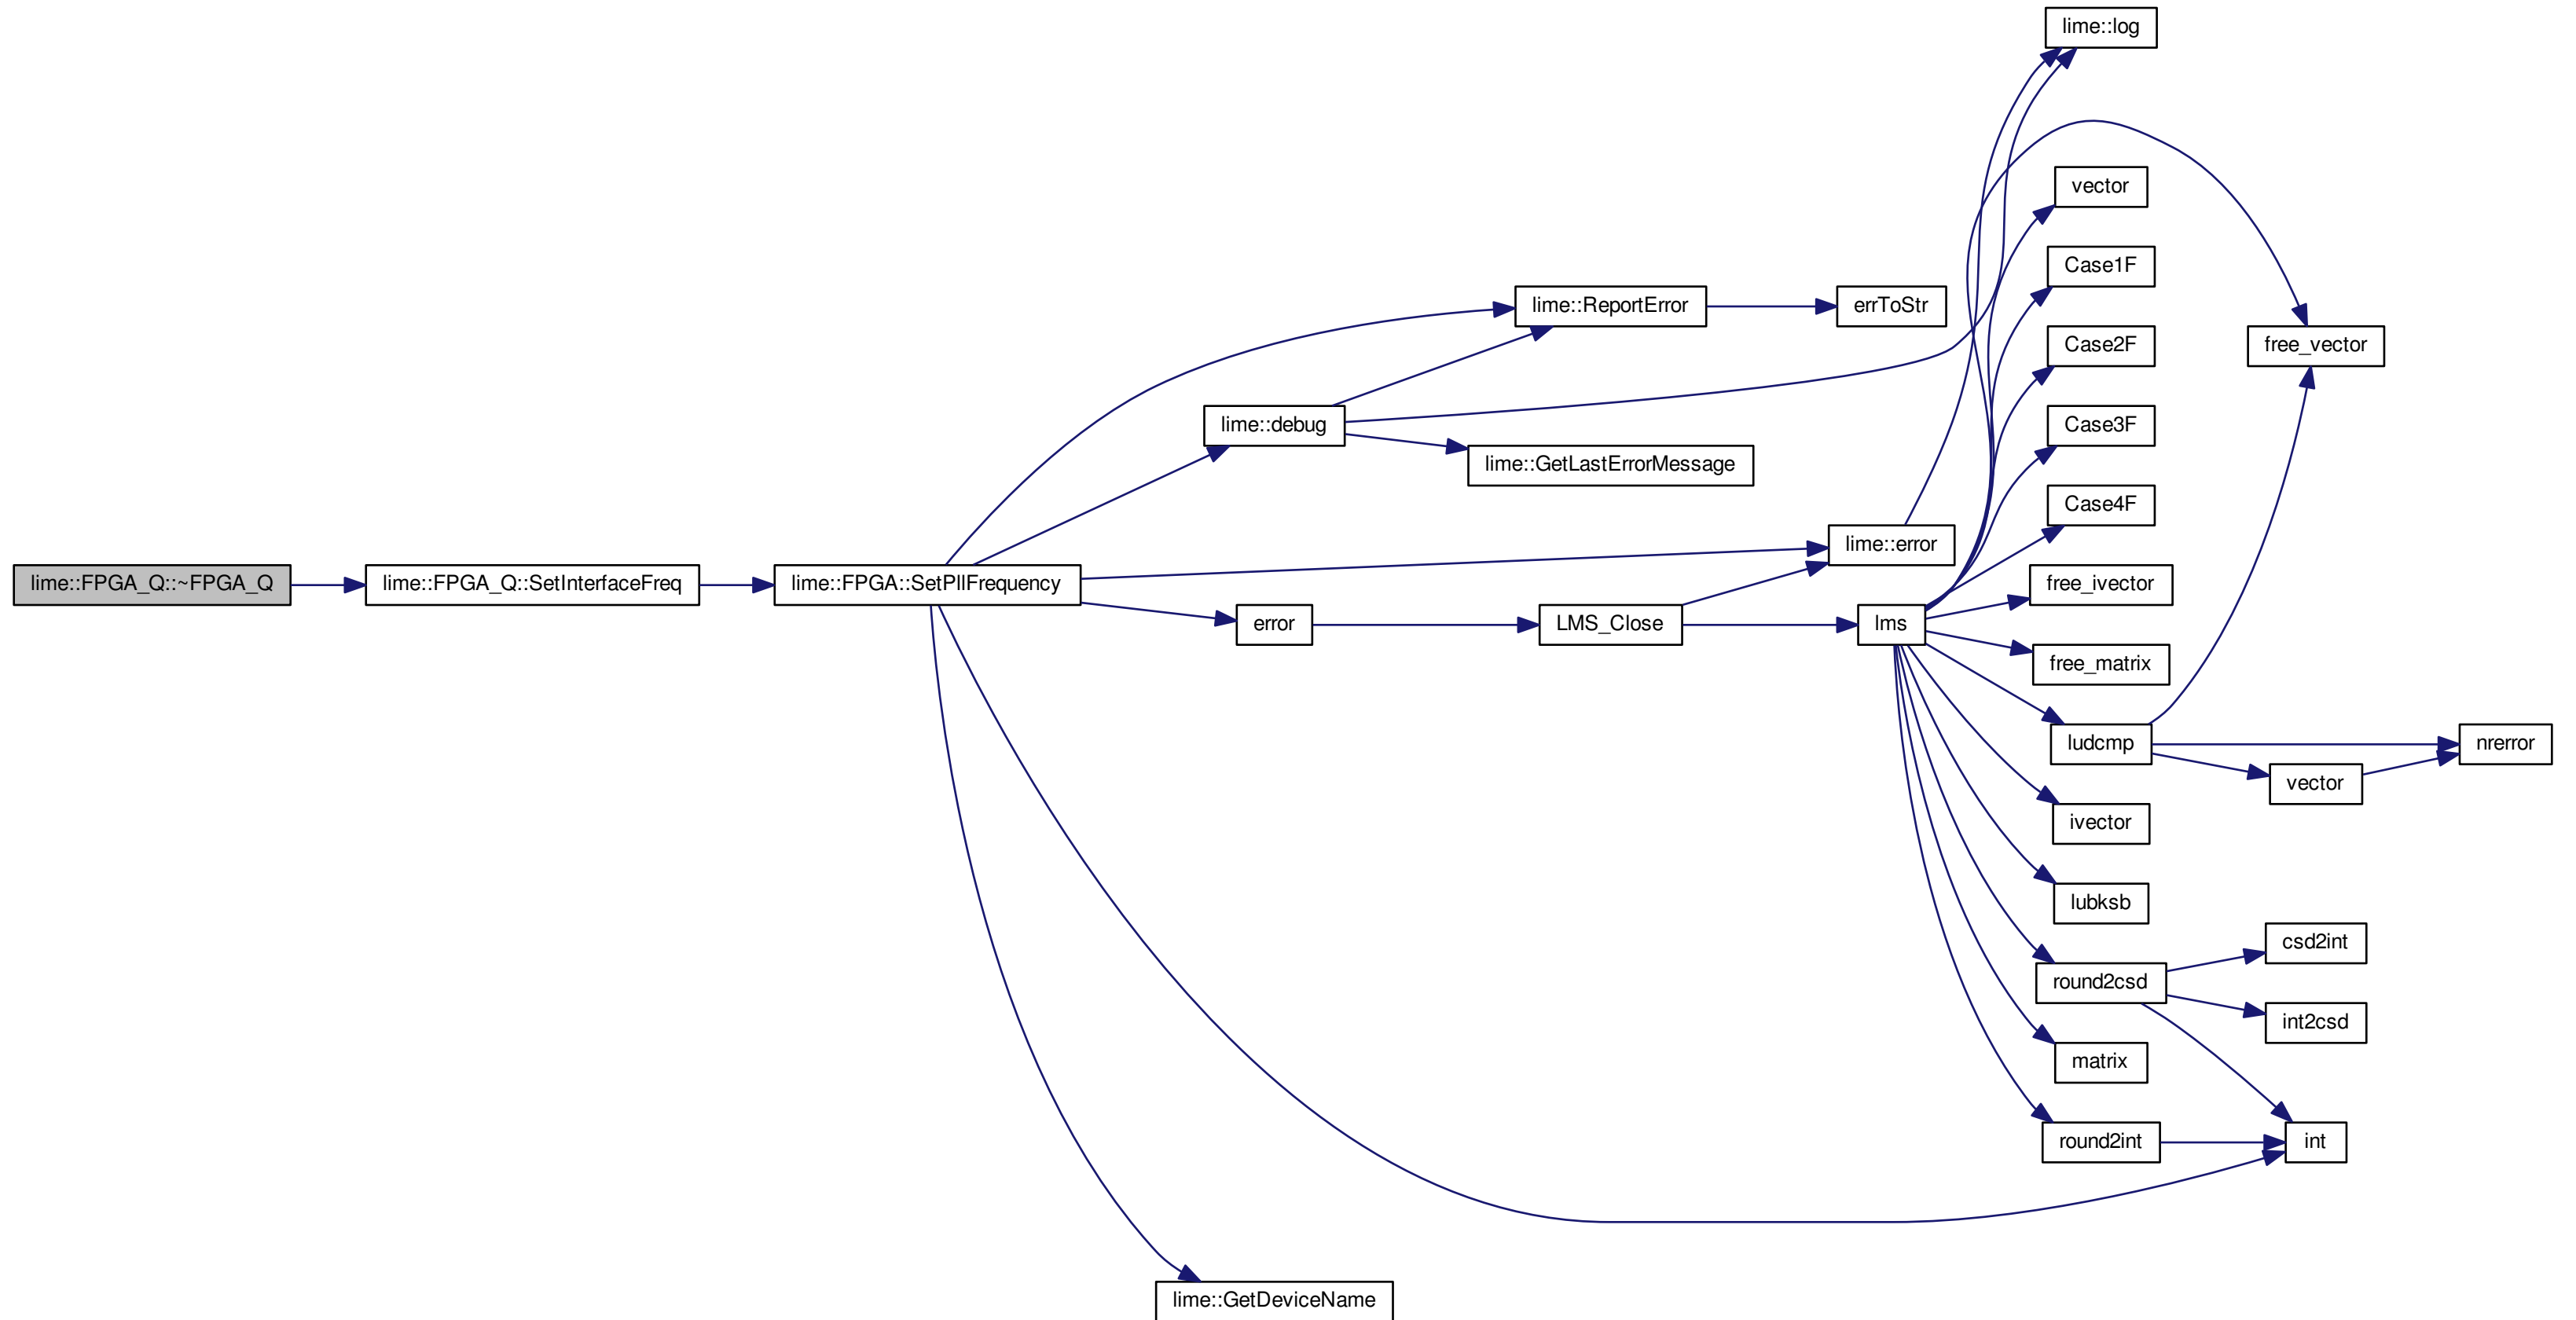 lime::log
vector
Case1F
lime::ReportError
errToStr
Case2F
free_vector
lime::debug
Case3F
lime::GetLastErrorMessage
Case4F
lime::error
lime::FPGA_Q::~FPGA_Q
lime::FPGA_Q::SetInterfaceFreq
lime::FPGA::SetPllFrequency
free_ivector
error
LMS_Close
lms
free_matrix
ludcmp
nrerror
vector
ivector
lubksb
csd2int
round2csd
int2csd
matrix
round2int
int
lime::GetDeviceName